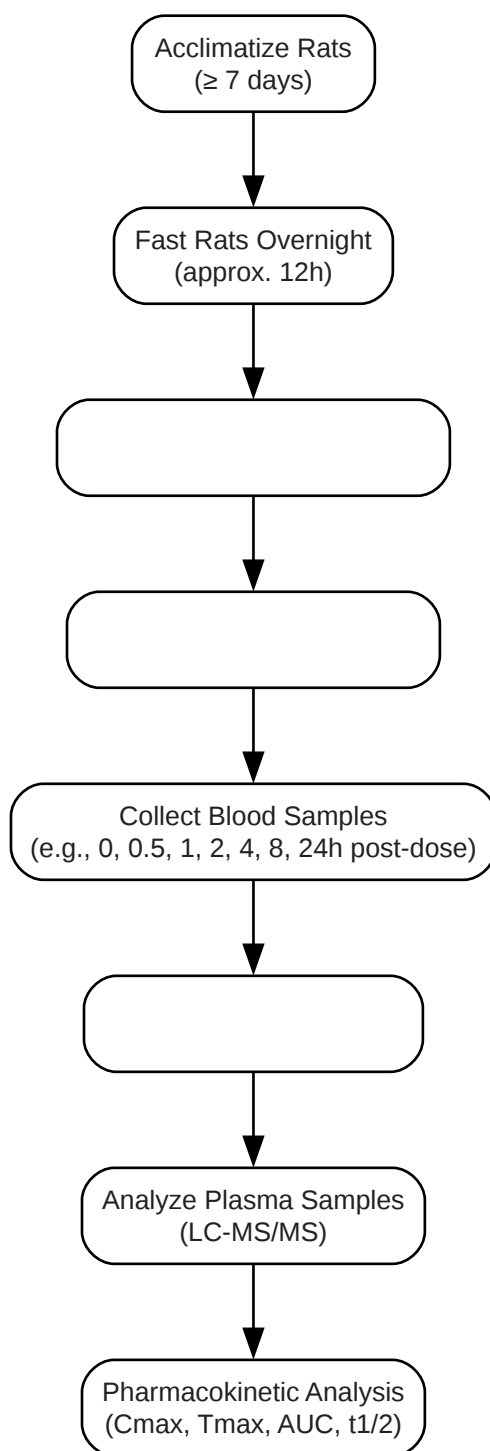 Acclimatize Rats
(≥ 7 days)
Fast Rats Overnight
(approx. 12h)
Collect Blood Samples
(e.g., 0, 0.5, 1, 2, 4, 8, 24h post-dose)
Analyze Plasma Samples
(LC-MS/MS)
Pharmacokinetic Analysis
(Cmax, Tmax, AUC, t1/2)